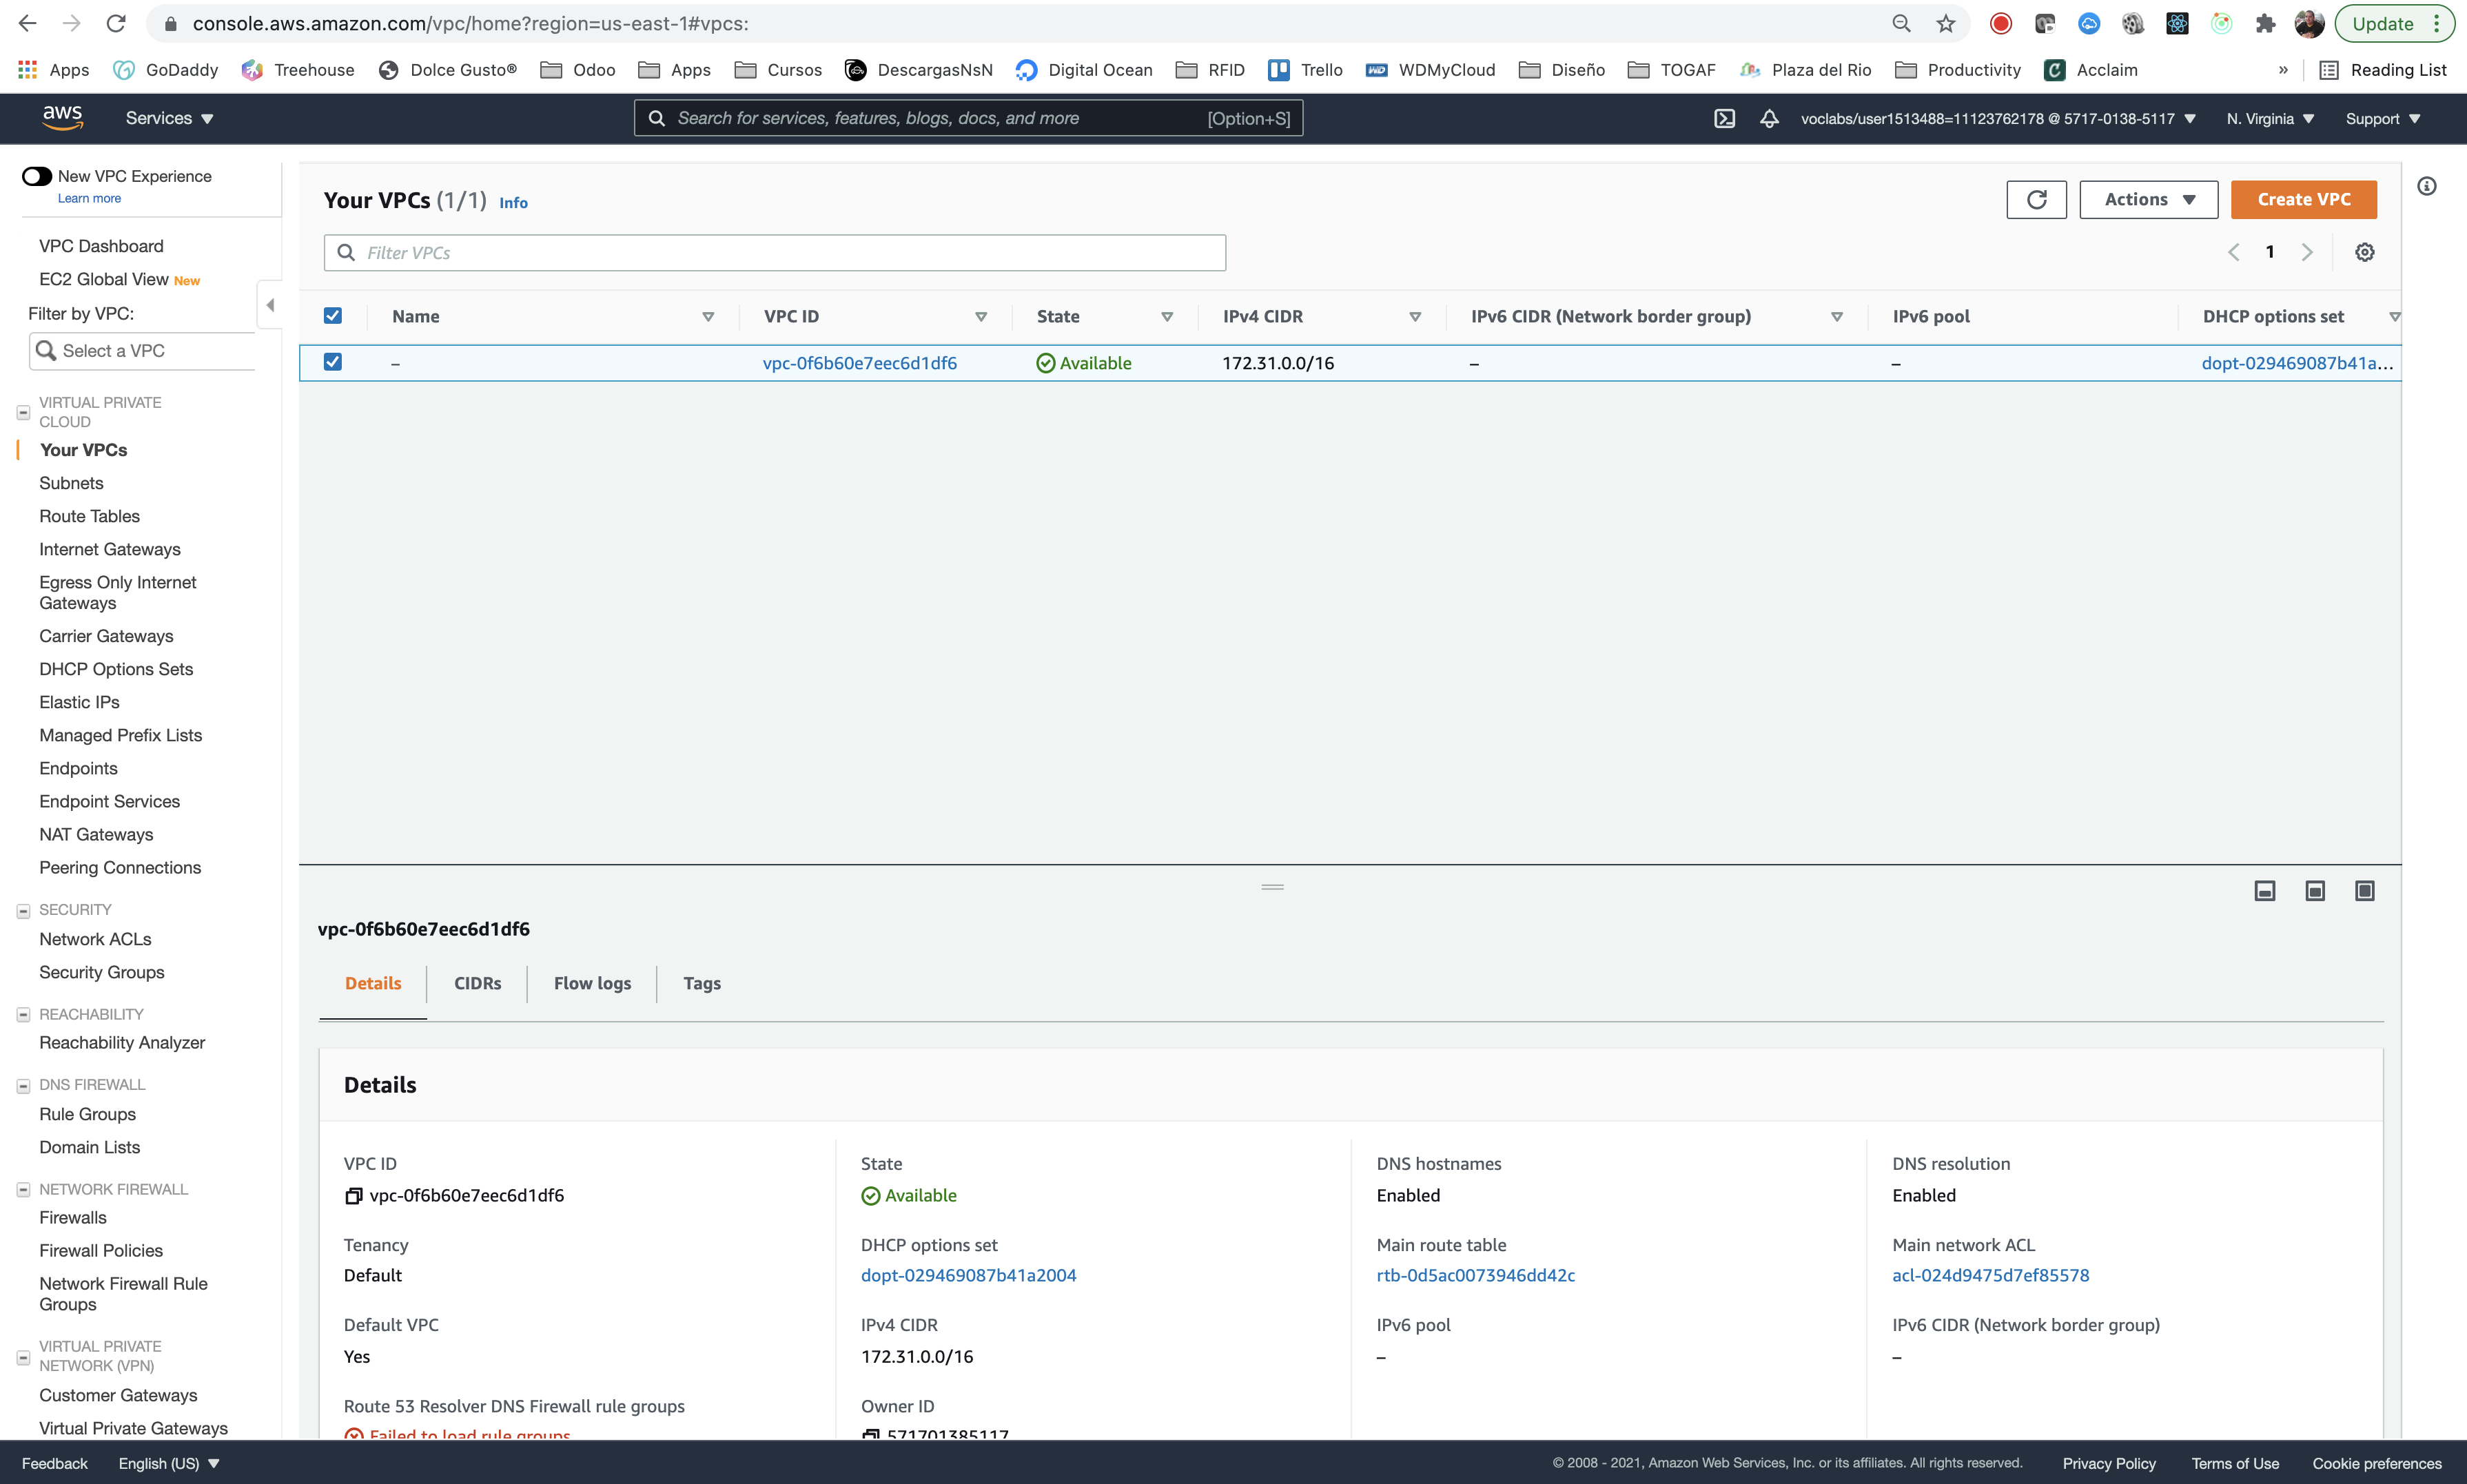 console.aws.amazon.com/vpc/home?region=us-east-1#vpcs:
Update
Apps GoDaddy Treehouse Dolce Gusto® Odoo Apps Cursos DescargasNsN Digital Ocean RFID Trello WDMyCloud Diseño TOGAF Plaza del Rio Productivity Acclaim » Reading List
aws Services Search for services, features, blogs, docs, and more [Option+S] voclabs/user1513488=11123762178 @ 5717-0138-5117 N. Virginia Support
New VPC Experience
Learn more
VPC Dashboard
EC2 Global View New
Filter by VPC:
Select a VPC
VIRTUAL PRIVATE
CLOUD
Your VPCs
Subnets
Route Tables
Internet Gateways
Egress Only Internet
Gateways
Carrier Gateways
DHCP Options Sets
Elastic IPs
Managed Prefix Lists
Endpoints
Endpoint Services
NAT Gateways
Peering Connections
SECURITY
Network ACLs
Security Groups
REACHABILITY
Reachability Analyzer
DNS FIREWALL
Rule Groups
Domain Lists
NETWORK FIREWALL
Firewalls
Firewall Policies
Network Firewall Rule
Groups
VIRTUAL PRIVATE
NETWORK (VPN)
Customer Gateways
Virtual Private Gateways
Your VPCs (1/1) Info
Actions
Create VPC
Filter VPCs
1
Name VPC ID State IPv4 CIDR IPv6 CIDR (Network border group) IPv6 pool DHCP options set
– vpc-0f6b60e7eec6d1df6 Available 172.31.0.0/16 – – dopt-029469087b41a...
vpc-0f6b60e7eec6d1df6
Details CIDRs Flow logs Tags
Details
VPC ID State DNS hostnames DNS resolution
vpc-0f6b60e7eec6d1df6 Available Enabled Enabled
Tenancy DHCP options set Main route table Main network ACL
Default dopt-029469087b41a2004 rtb-0d5ac0073946dd42c acl-024d9475d7ef85578
Default VPC IPv4 CIDR IPv6 pool IPv6 CIDR (Network border group)
Yes 172.31.0.0/16 – –
Route 53 Resolver DNS Firewall rule groups Owner ID
Failed to load rule groups 571701385117
Feedback English (US) © 2008 - 2021, Amazon Web Services, Inc. or its affiliates. All rights reserved. Privacy Policy Terms of Use Cookie preferences